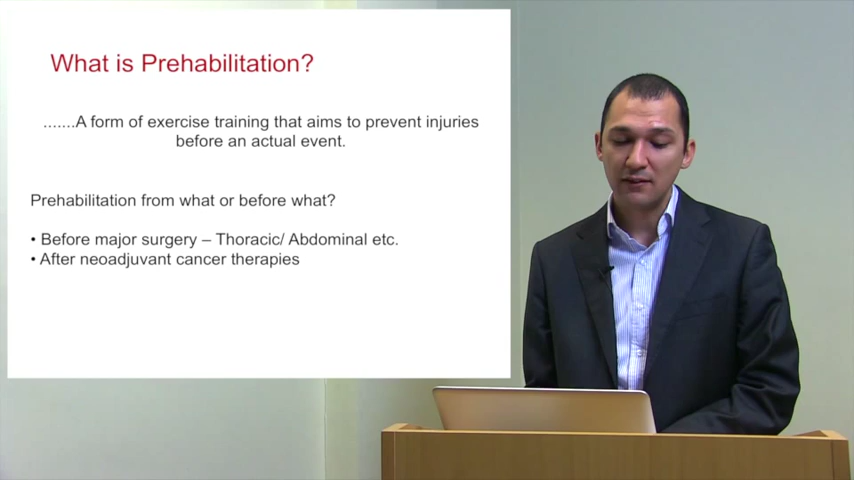 What is Prehabilitation?
.......A form of exercise training that aims to prevent injuries
before an actual event.
Prehabilitation from what or before what?
• Before major surgery – Thoracic/ Abdominal etc.
• After neoadjuvant cancer therapies